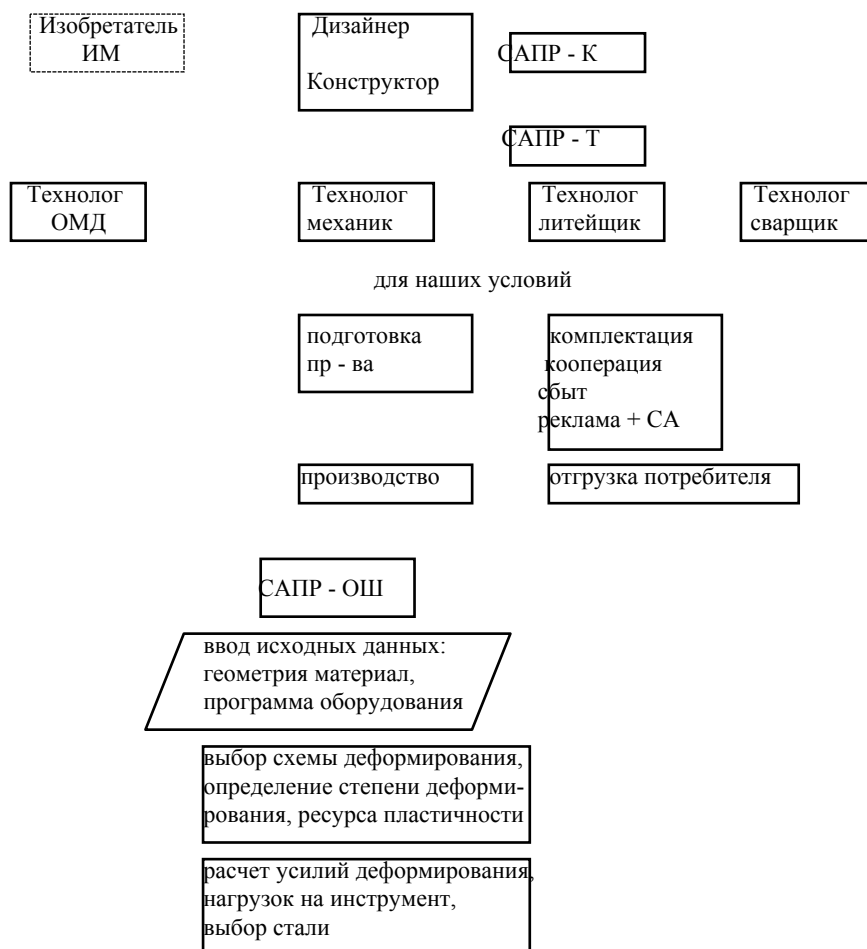 Изобретатель
ИМ
Дизайнер
Конструктор
САПР - К
САПР - Т
Технолог
ОМД
Технолог
механик
Технолог
литейщик
Технолог
сварщик
для наших условий
подготовка
пр - ва
комплектация
кооперация
сбыт
реклама + СА
производство
отгрузка потребителя
САПР - ОШ
ввод исходных данных:
геометрия материал,
программа оборудования
выбор схемы деформирования,
определение степени деформи-
рования, ресурса пластичности
расчет усилий деформирования,
нагрузок на инструмент,
выбор стали